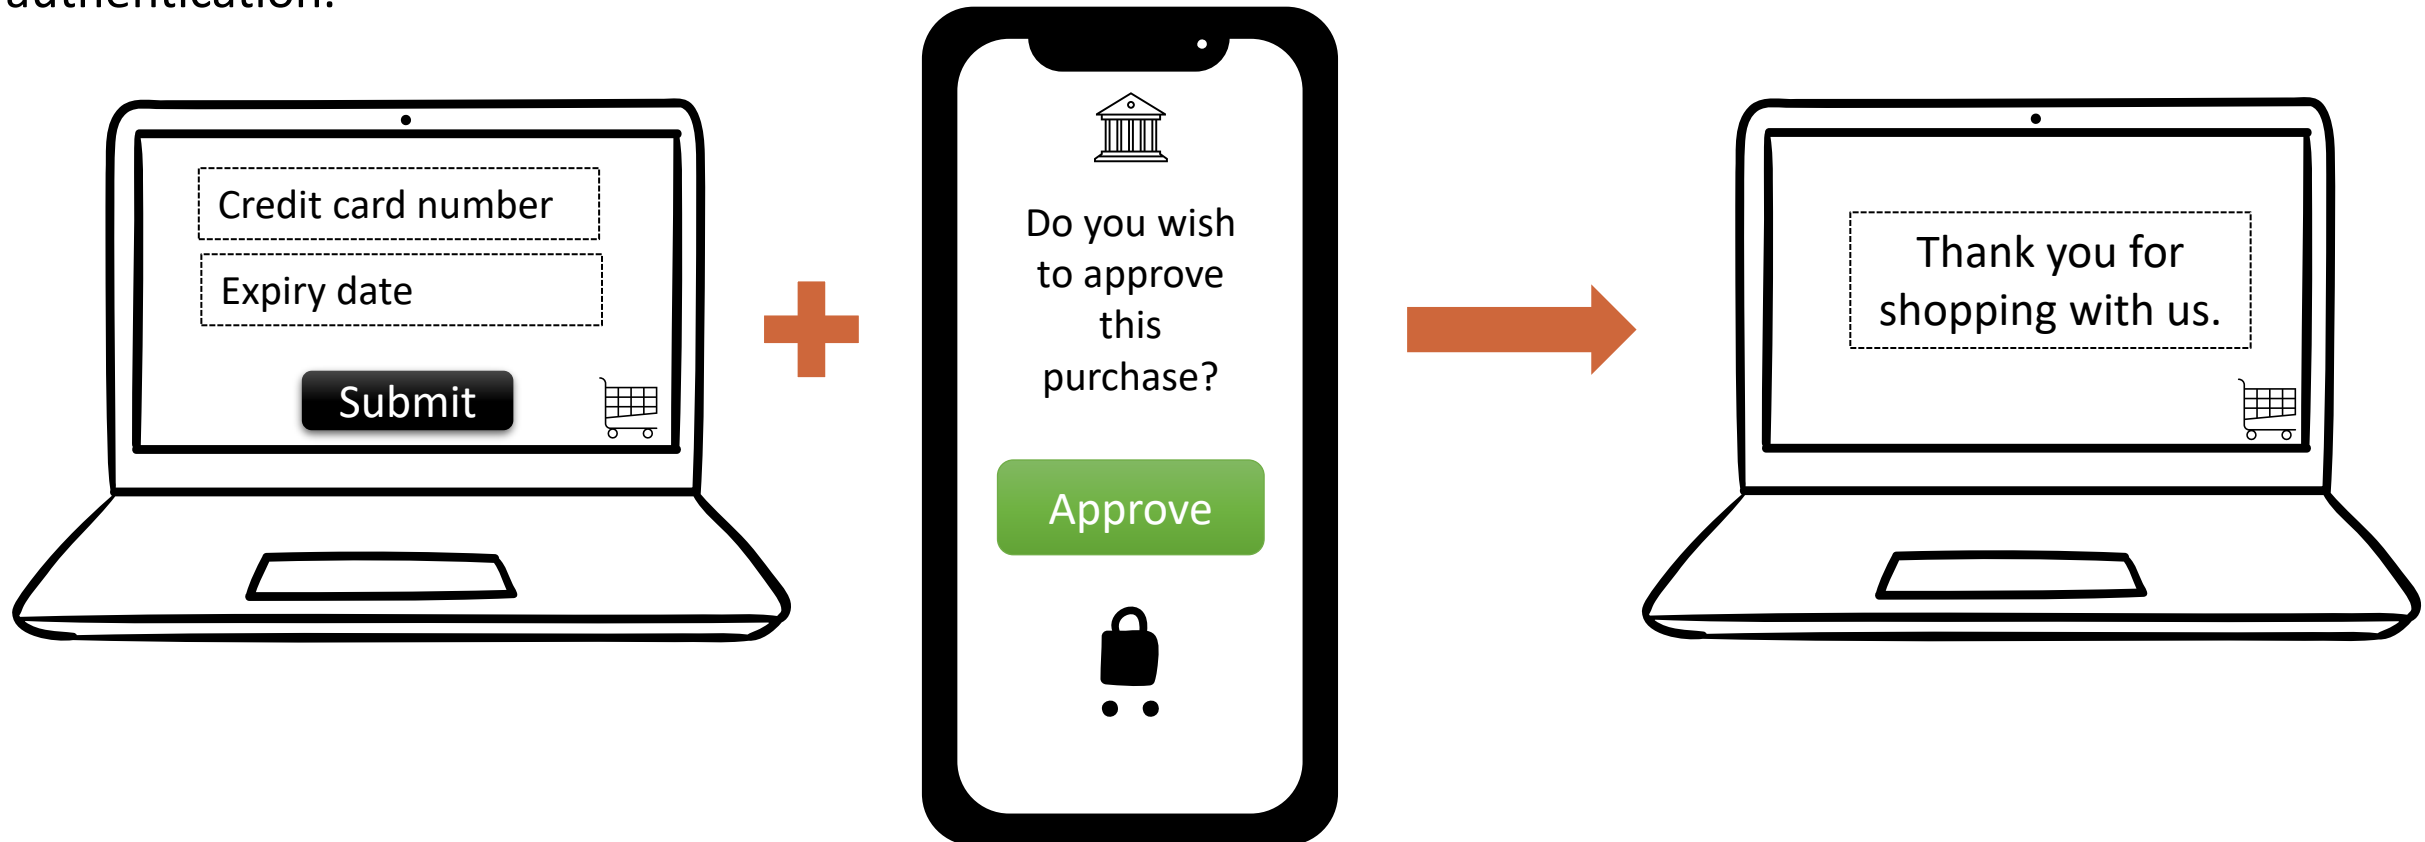 authentication.
Credit card number
Expiry date
Submit
Do you wish
to approve
this
purchase?
Approve
Thank you for
shopping with us.